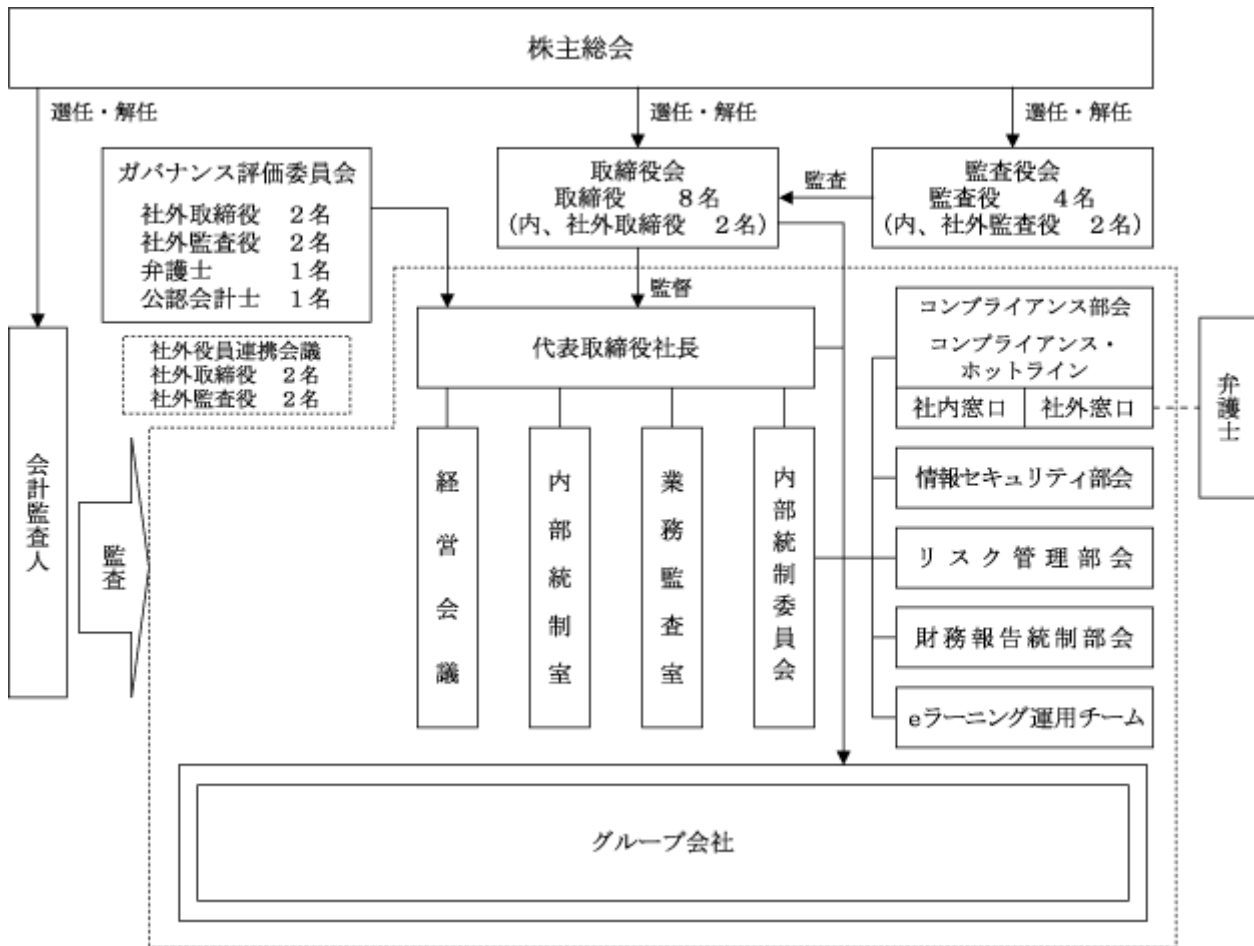 株主総会
選任・解任
選任・解任
選任・解任
ガバナンス評価委員会
社外取締役 2名
社外監査役 2名
弁護士 1名
公認会計士 1名
取締役会
取締役 8名
(内、社外取締役 2名)
監査
監査役会
監査役 4名
(内、社外監査役 2名)
監督
社外役員連携会議
社外取締役 2名
社外監査役 2名
代表取締役社長
コンプライアンス部会
コンプライアンス・
ホットライン
社内窓口
社外窓口
弁護士
会計監査人
監査
経営会議
内部統制室
業務監査室
内部統制委員会
情報セキュリティ部会
リスク管理部会
財務報告統制部会
eラーニング運用チーム
グループ会社